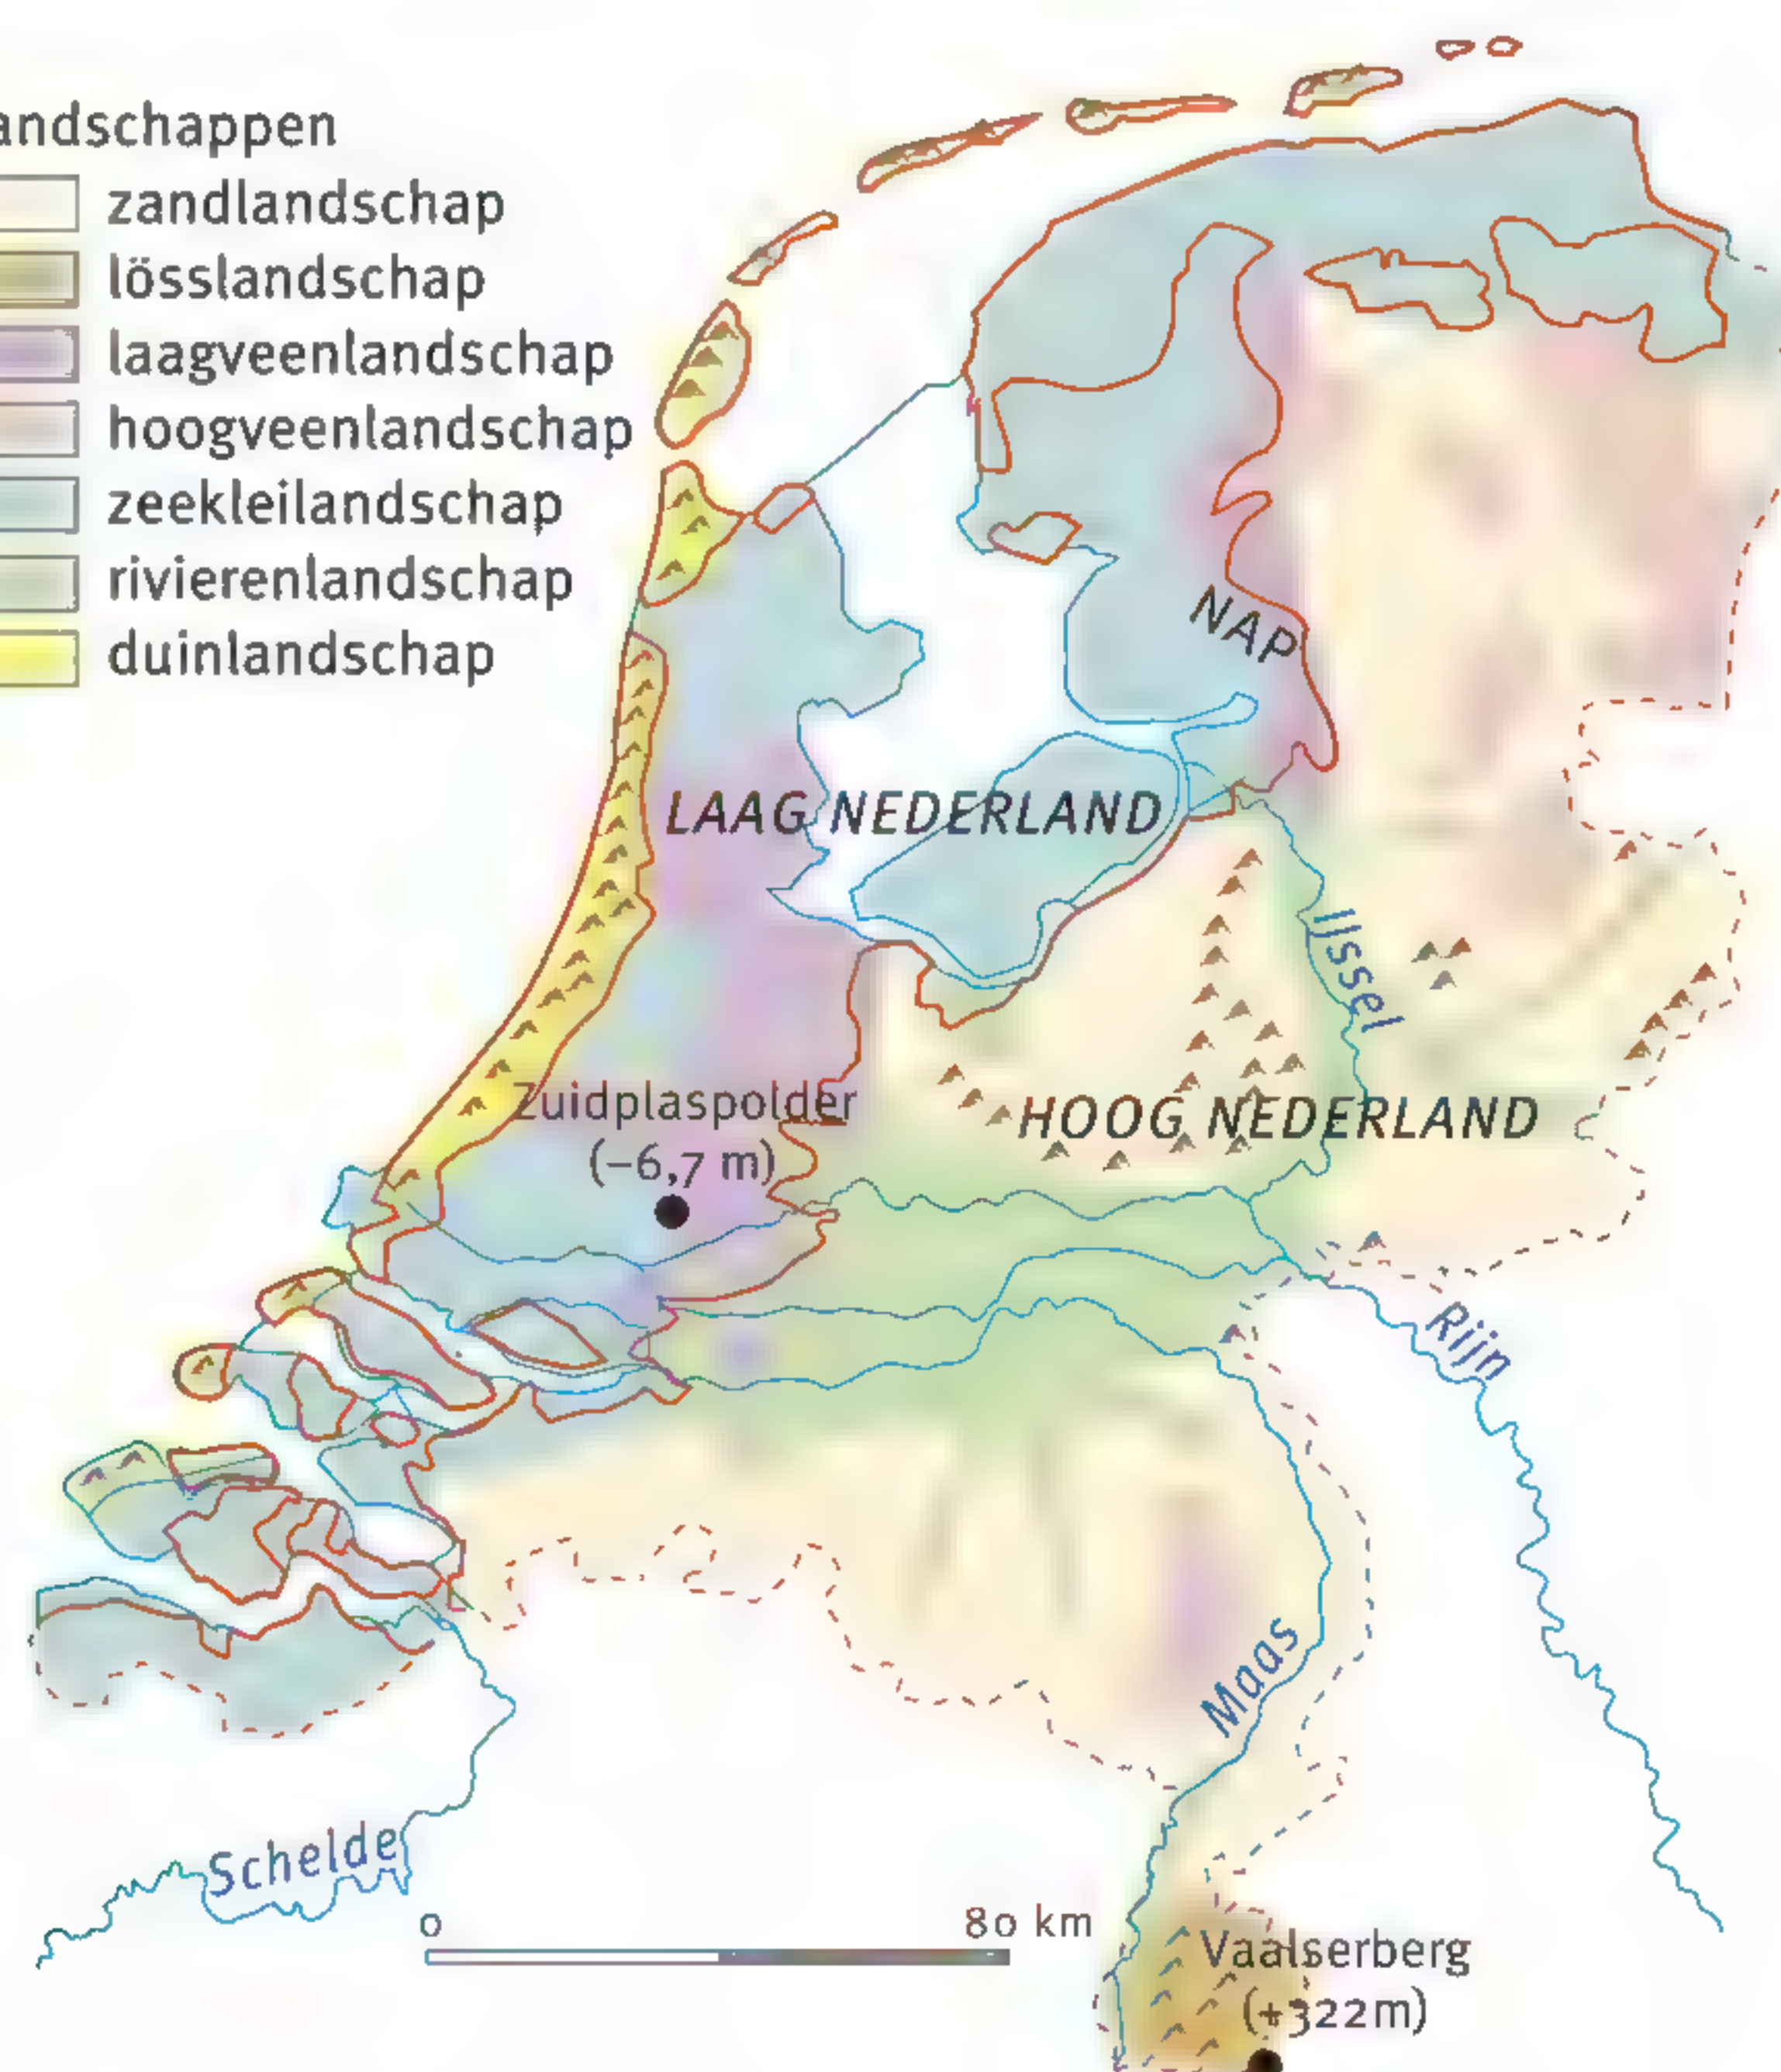 andschappen
zandlandschap
lösslandschap
laagveenlandschap
hoogveenlandschap
zeekleilandschap
rivierenlandschap
duinlandschap
NAP
LAAG NEDERLAND
IJssel
Zuidplaspolder
(–6,7 m)
HOOG NEDERLAND
Rijn
Maas
Schelde
0
80 km
Vaalserberg
(+322m)